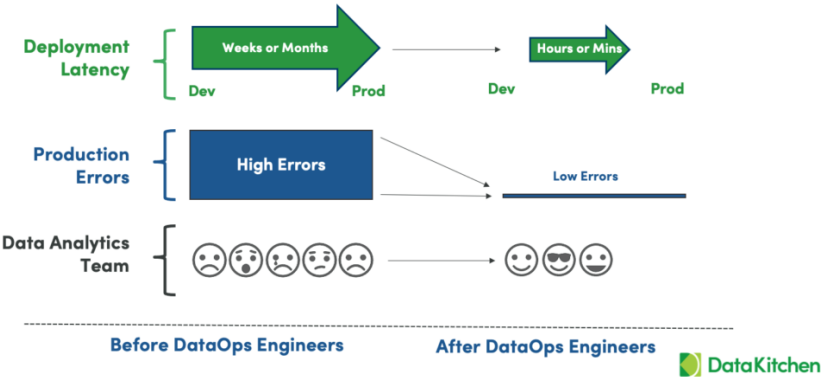 Deployment
Latency
Weeks or Months
Hours or Mins
Dev
Prod
Dev
Prod
Production
Errors
High Errors
Low Errors
Data Analytics
Team
Before DataOps Engineers
After DataOps Engineers
DataKitchen